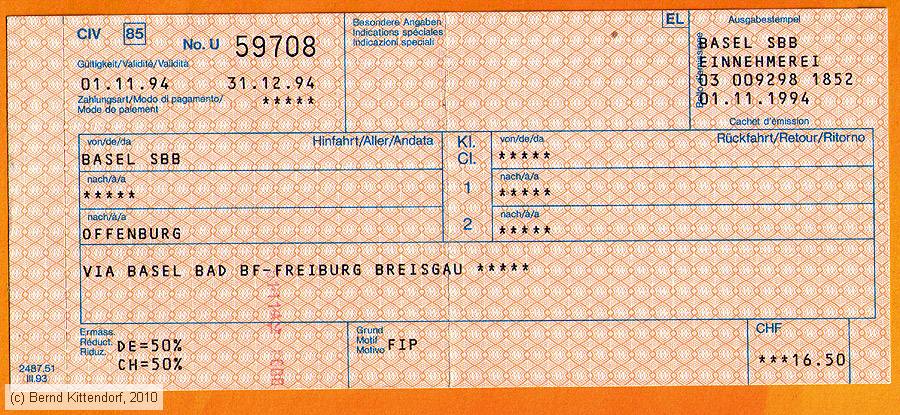 CIV 85
No. U 59708
Gültigkeit/Validité/Validità
01.11.94 31.12.94
Zahlungsart/Modo di pagamento/
Mode de paiement
*****
Besondere Angaben
Indications spéciales
Indicazioni speciali
EL
Ausgabestempel
BASEL SBB
EINNEHMEREI
03 009298 1852
01.11.1994
Cachet d'émission
von/de/da Hinfahrt/Aller/Andata
BASEL SBB
nach/à/a
*****
nach/à/a
OFFENBURG
Kl.
Cl.
1
2
von/de/da Rückfahrt/Retour/Ritorno
*****
nach/à/a
*****
nach/à/a
*****
VIA BASEL BAD BF-FREIBURG BREISGAU *****
Ermäss.
Réduct.
Riduz.
DE=50%
CH=50%
Grund
Motif
Motivo
FIP
CHF
***16.50
2487.51
III.93
(c) Bernd Kittendorf, 2010